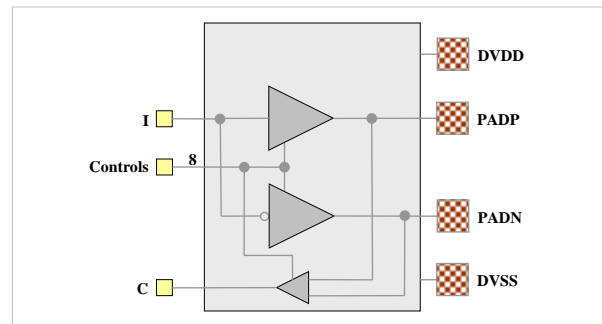 DVDD
I
PADP
Controls
8
PADN
C
DVSS